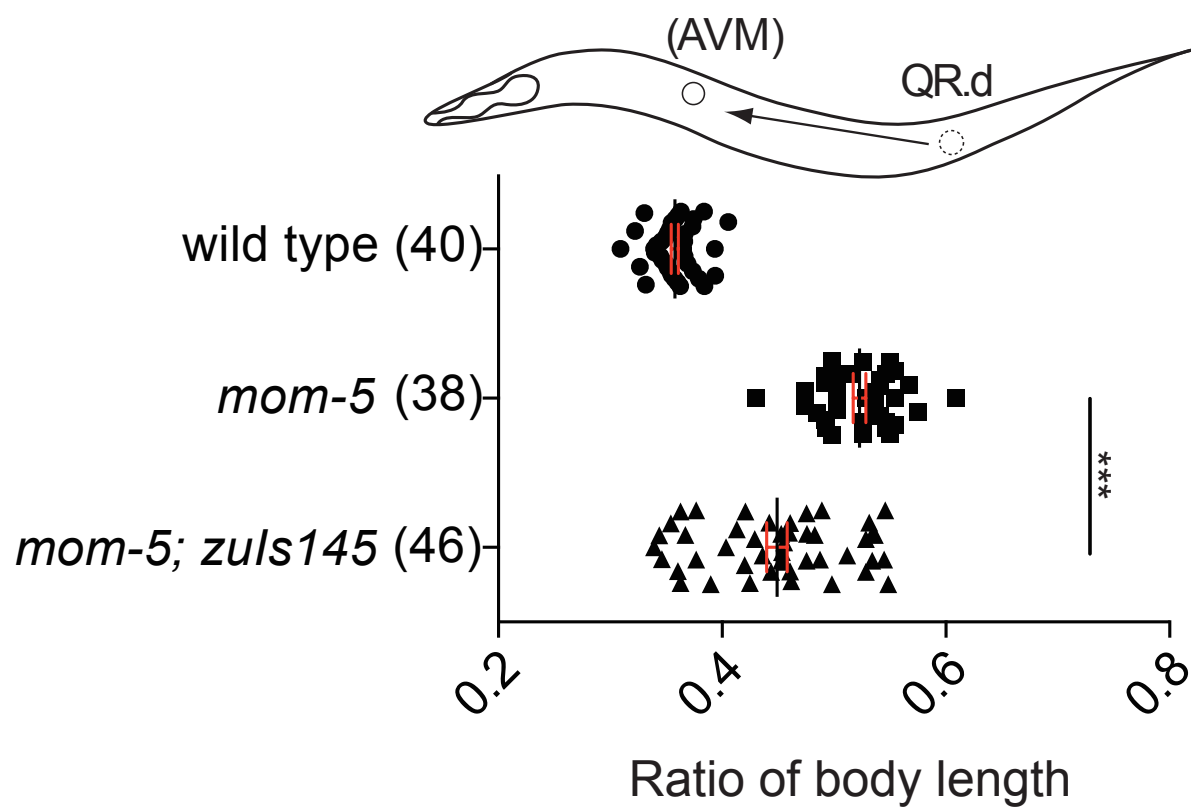 (AVM)
QR.d
wild type (40)
mom-5 (38)
***
mom-5; zuIs145 (46)
0.2 0.4 0.6 0.8
Ratio of body length